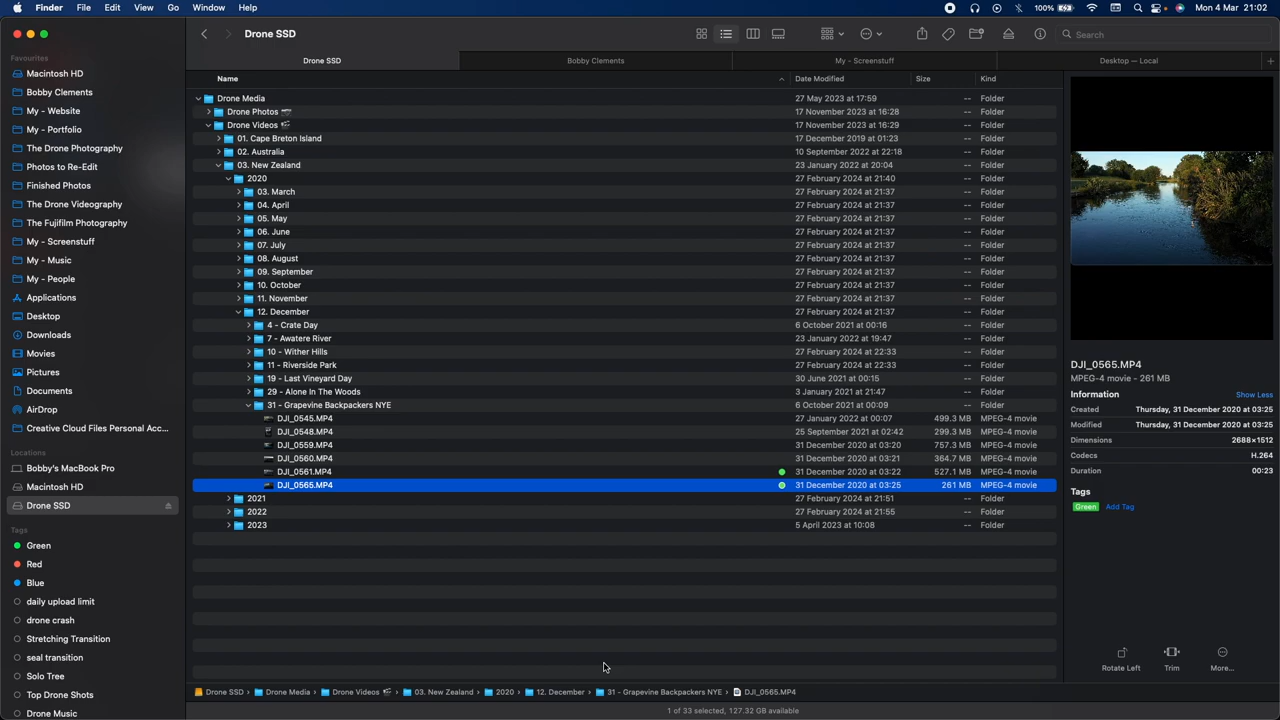 Finder File Edit View Go Window Help 100% Mon 4 Mar 21:02
Drone SSD Search
Drone SSD Bobby Clements My - Screenstuff Desktop — Local
Favourites
Macintosh HD
Bobby Clements
My - Website
My - Portfolio
The Drone Photography
Photos to Re-Edit
Finished Photos
The Drone Videography
The Fujifilm Photography
My - Screenstuff
My - Music
My - People
Applications
Desktop
Downloads
Movies
Pictures
Documents
AirDrop
Creative Cloud Files Personal Acc...
Locations
Bobby's MacBook Pro
Macintosh HD
Drone SSD
Tags
Green
Red
Blue
daily upload limit
drone crash
Stretching Transition
seal transition
Solo Tree
Top Drone Shots
Drone Music
Name Date Modified Size Kind
Drone Media 27 May 2023 at 17:59 -- Folder
Drone Photos 17 November 2023 at 16:28 -- Folder
Drone Videos 17 November 2023 at 16:29 -- Folder
01. Cape Breton Island 17 December 2019 at 01:23 -- Folder
02. Australia 10 September 2022 at 22:18 -- Folder
03. New Zealand 23 January 2022 at 20:04 -- Folder
2020 27 February 2024 at 21:40 -- Folder
03. March 27 February 2024 at 21:37 -- Folder
04. April 27 February 2024 at 21:37 -- Folder
05. May 27 February 2024 at 21:37 -- Folder
06. June 27 February 2024 at 21:37 -- Folder
07. July 27 February 2024 at 21:37 -- Folder
08. August 27 February 2024 at 21:37 -- Folder
09. September 27 February 2024 at 21:37 -- Folder
10. October 27 February 2024 at 21:37 -- Folder
11. November 27 February 2024 at 21:37 -- Folder
12. December 27 February 2024 at 21:37 -- Folder
4 - Crate Day 6 October 2021 at 00:16 -- Folder
7 - Awatere River 23 January 2022 at 19:47 -- Folder
10 - Wither Hills 27 February 2024 at 22:33 -- Folder
11 - Riverside Park 27 February 2024 at 22:33 -- Folder
19 - Last Vineyard Day 30 June 2021 at 00:15 -- Folder
29 - Alone In The Woods 3 January 2021 at 21:47 -- Folder
31 - Grapevine Backpackers NYE 6 October 2021 at 00:09 -- Folder
DJI_0545.MP4 27 January 2022 at 00:07 499.3 MB MPEG-4 movie
DJI_0548.MP4 25 September 2021 at 02:42 299.3 MB MPEG-4 movie
DJI_0559.MP4 31 December 2020 at 03:20 757.3 MB MPEG-4 movie
DJI_0560.MP4 31 December 2020 at 03:21 364.7 MB MPEG-4 movie
DJI_0561.MP4 31 December 2020 at 03:22 527.1 MB MPEG-4 movie
DJI_0565.MP4 31 December 2020 at 03:25 261 MB MPEG-4 movie
2021 27 February 2024 at 21:51 -- Folder
2022 27 February 2024 at 21:55 -- Folder
2023 5 April 2023 at 10:08 -- Folder
DJI_0565.MP4
MPEG-4 movie - 261 MB
Information Show Less
Created Thursday, 31 December 2020 at 03:25
Modified Thursday, 31 December 2020 at 03:25
Dimensions 2688×1512
Codecs H.264
Duration 00:23
Tags
Green Add Tag
Rotate Left Trim More...
Drone SSD › Drone Media › Drone Videos › 03. New Zealand › 2020 › 12. December › 31 - Grapevine Backpackers NYE › DJI_0565.MP4
1 of 33 selected, 127.32 GB available